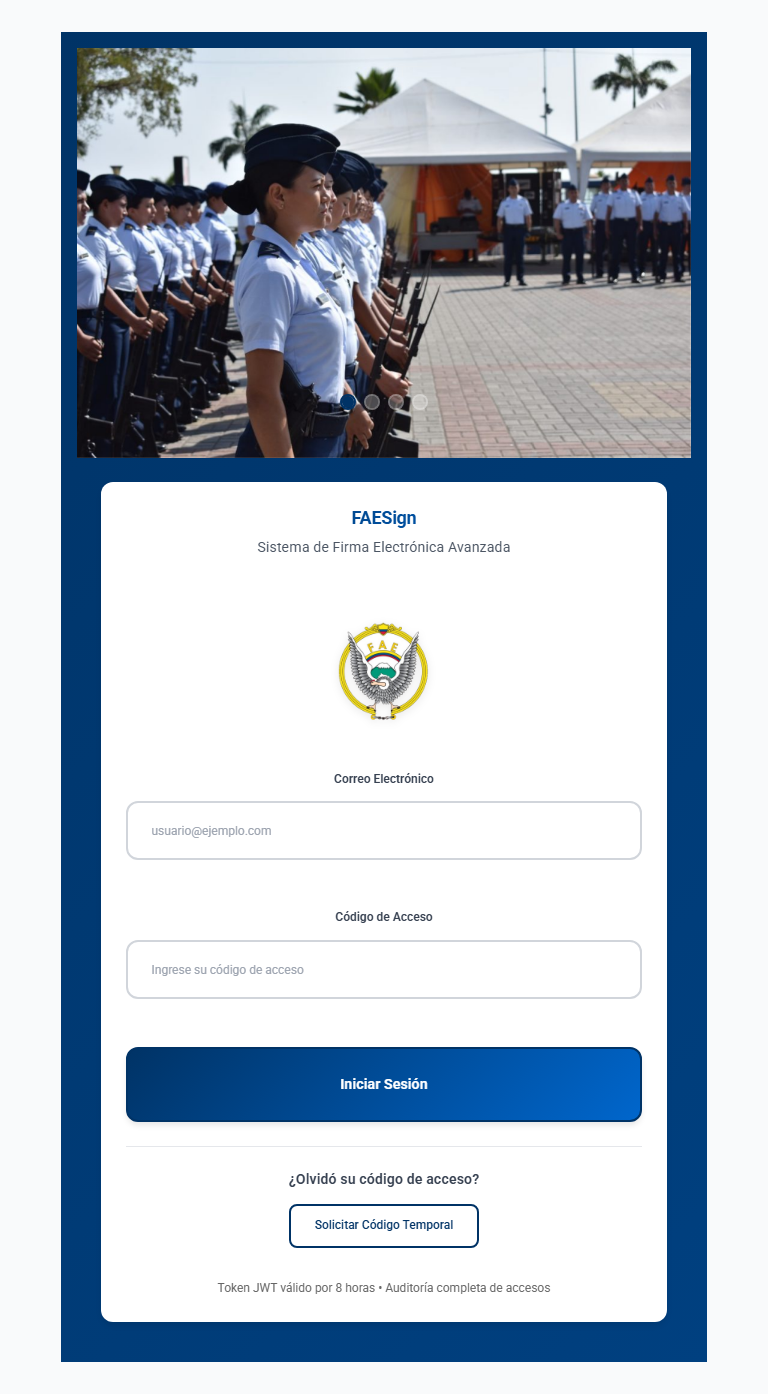 FAESign
Sistema de Firma Electrónica Avanzada
FAE
Correo Electrónico
usuario@ejemplo.com
Código de Acceso
Ingrese su código de acceso
Iniciar Sesión
¿Olvidó su código de acceso?
Solicitar Código Temporal
Token JWT válido por 8 horas • Auditoría completa de accesos